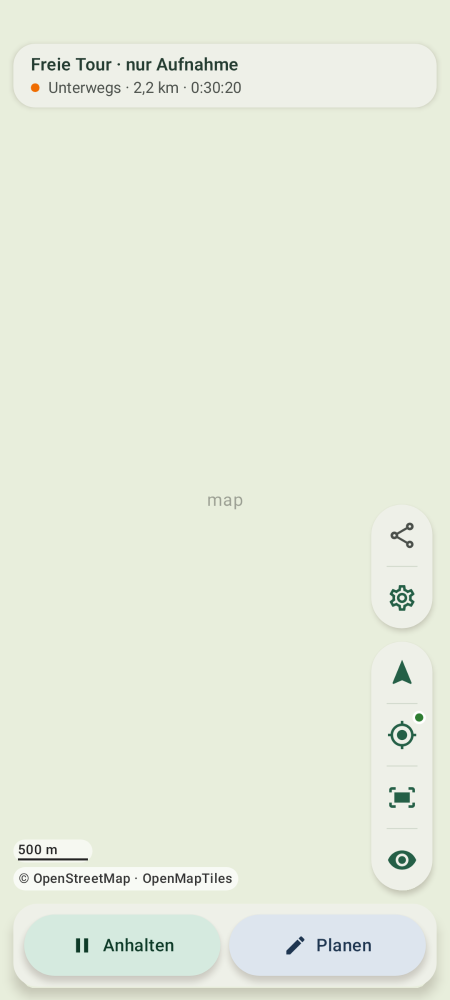 Freie Tour · nur Aufnahme
Unterwegs · 2,2 km · 0:30:20
map
500 m
© OpenStreetMap · OpenMapTiles
Anhalten
Planen